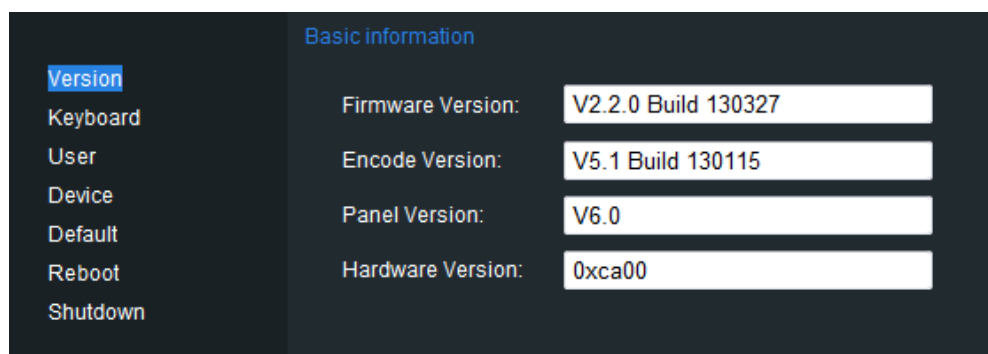 Basic information
Version
Keyboard
User
Device
Default
Reboot
Shutdown
Firmware Version: V2.2.0 Build 130327
Encode Version: V5.1 Build 130115
Panel Version: V6.0
Hardware Version: 0xca00